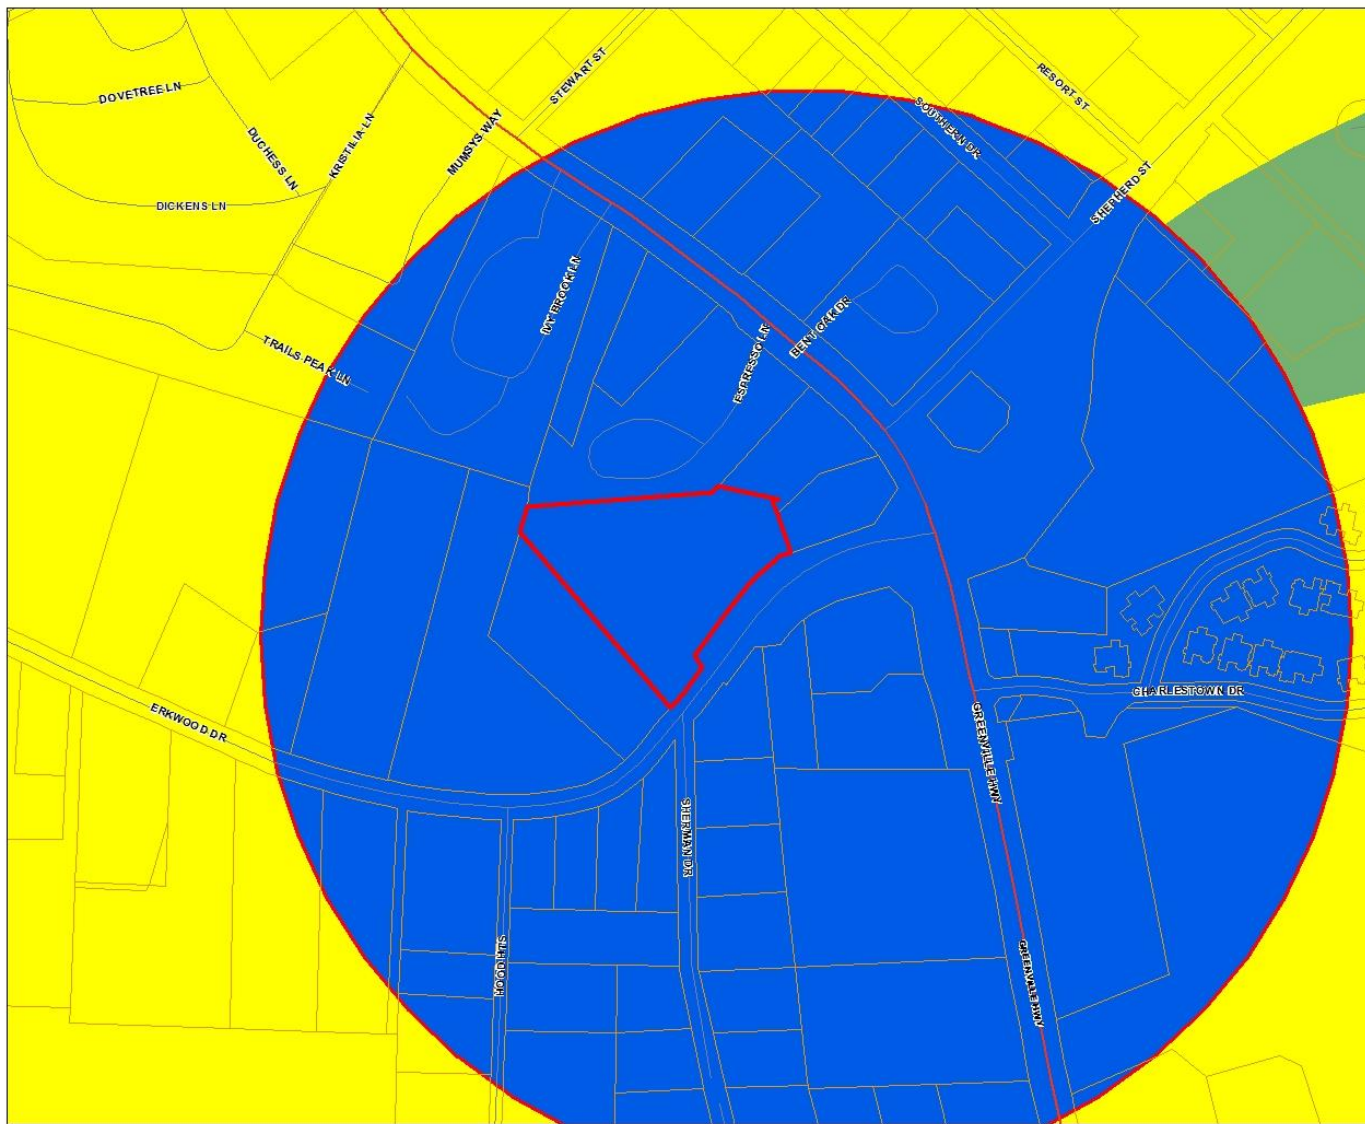 STEWART ST
RESORT ST
DOVETREE LN
SOUTHERN DR
DUCHESS LN
KRISTILIA LN
MUMSYS WAY
SHEPHERD ST
DICKENS LN
IVY BROOK LN
BENT OAK DR
TRAILS PEAK LN
ESPRESSO LN
CHARLESTOWN DR
ERKWOOD DR
GREENVILLE HWY
SHERMAN DR
HOOD ST
GREENVILLE HWY